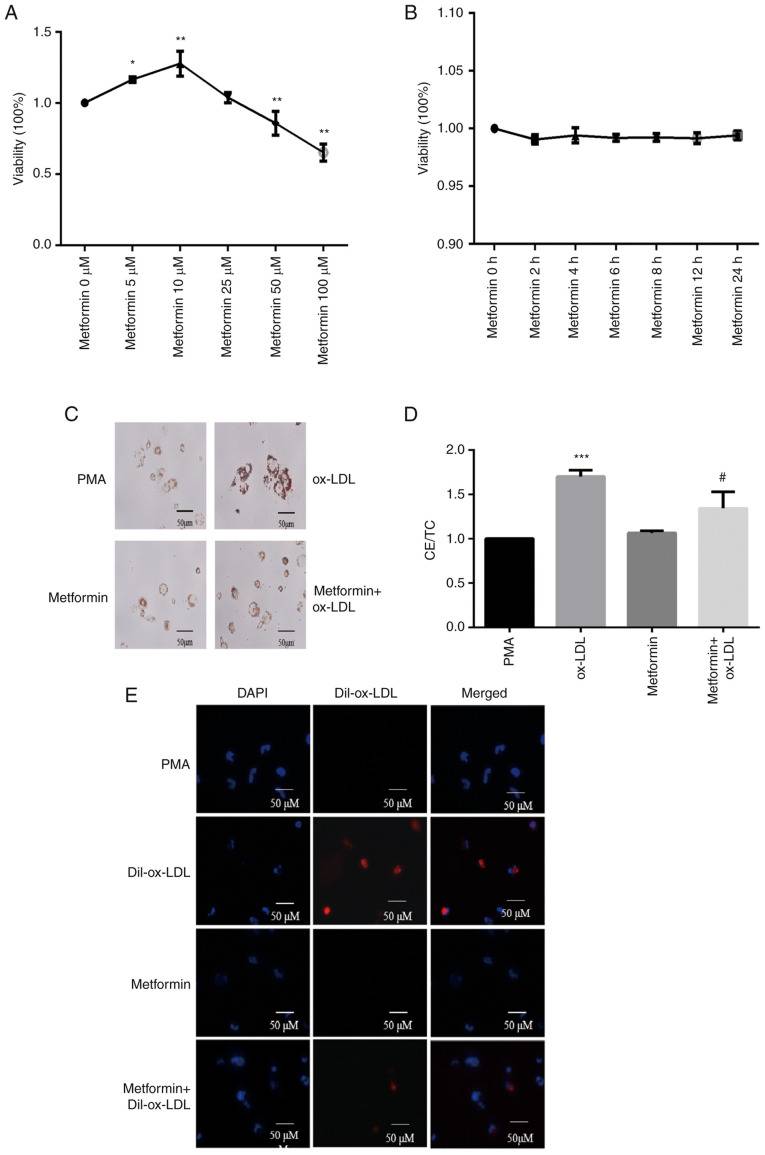 A
1.5
**
*
1.0
**
**
0.5
0.0
Viability (100%)
Metformin 0 μM
Metformin 5 μM
Metformin 10 μM
Metformin 25 μM
Metformin 50 μM
Metformin 100 μM
B
1.10
1.05
1.00
0.95
0.90
Viability (100%)
Metformin 0 h
Metformin 2 h
Metformin 4 h
Metformin 6 h
Metformin 8 h
Metformin 12 h
Metformin 24 h
C
PMA
50μm
50μm
ox-LDL
Metformin
50μm
50μm
Metformin+
ox-LDL
D
2.0
1.5
1.0
0.5
0.0
CE/TC
***
#
PMA
ox-LDL
Metformin
Metformin+
ox-LDL
E
DAPI
Dil-ox-LDL
Merged
PMA
50 μM
50 μM
50 μM
Dil-ox-LDL
50 μM
50 μM
50 μM
Metformin
50 μM
50 μM
50 μM
Metformin+
Dil-ox-LDL
50 μM
50 μM
50μM